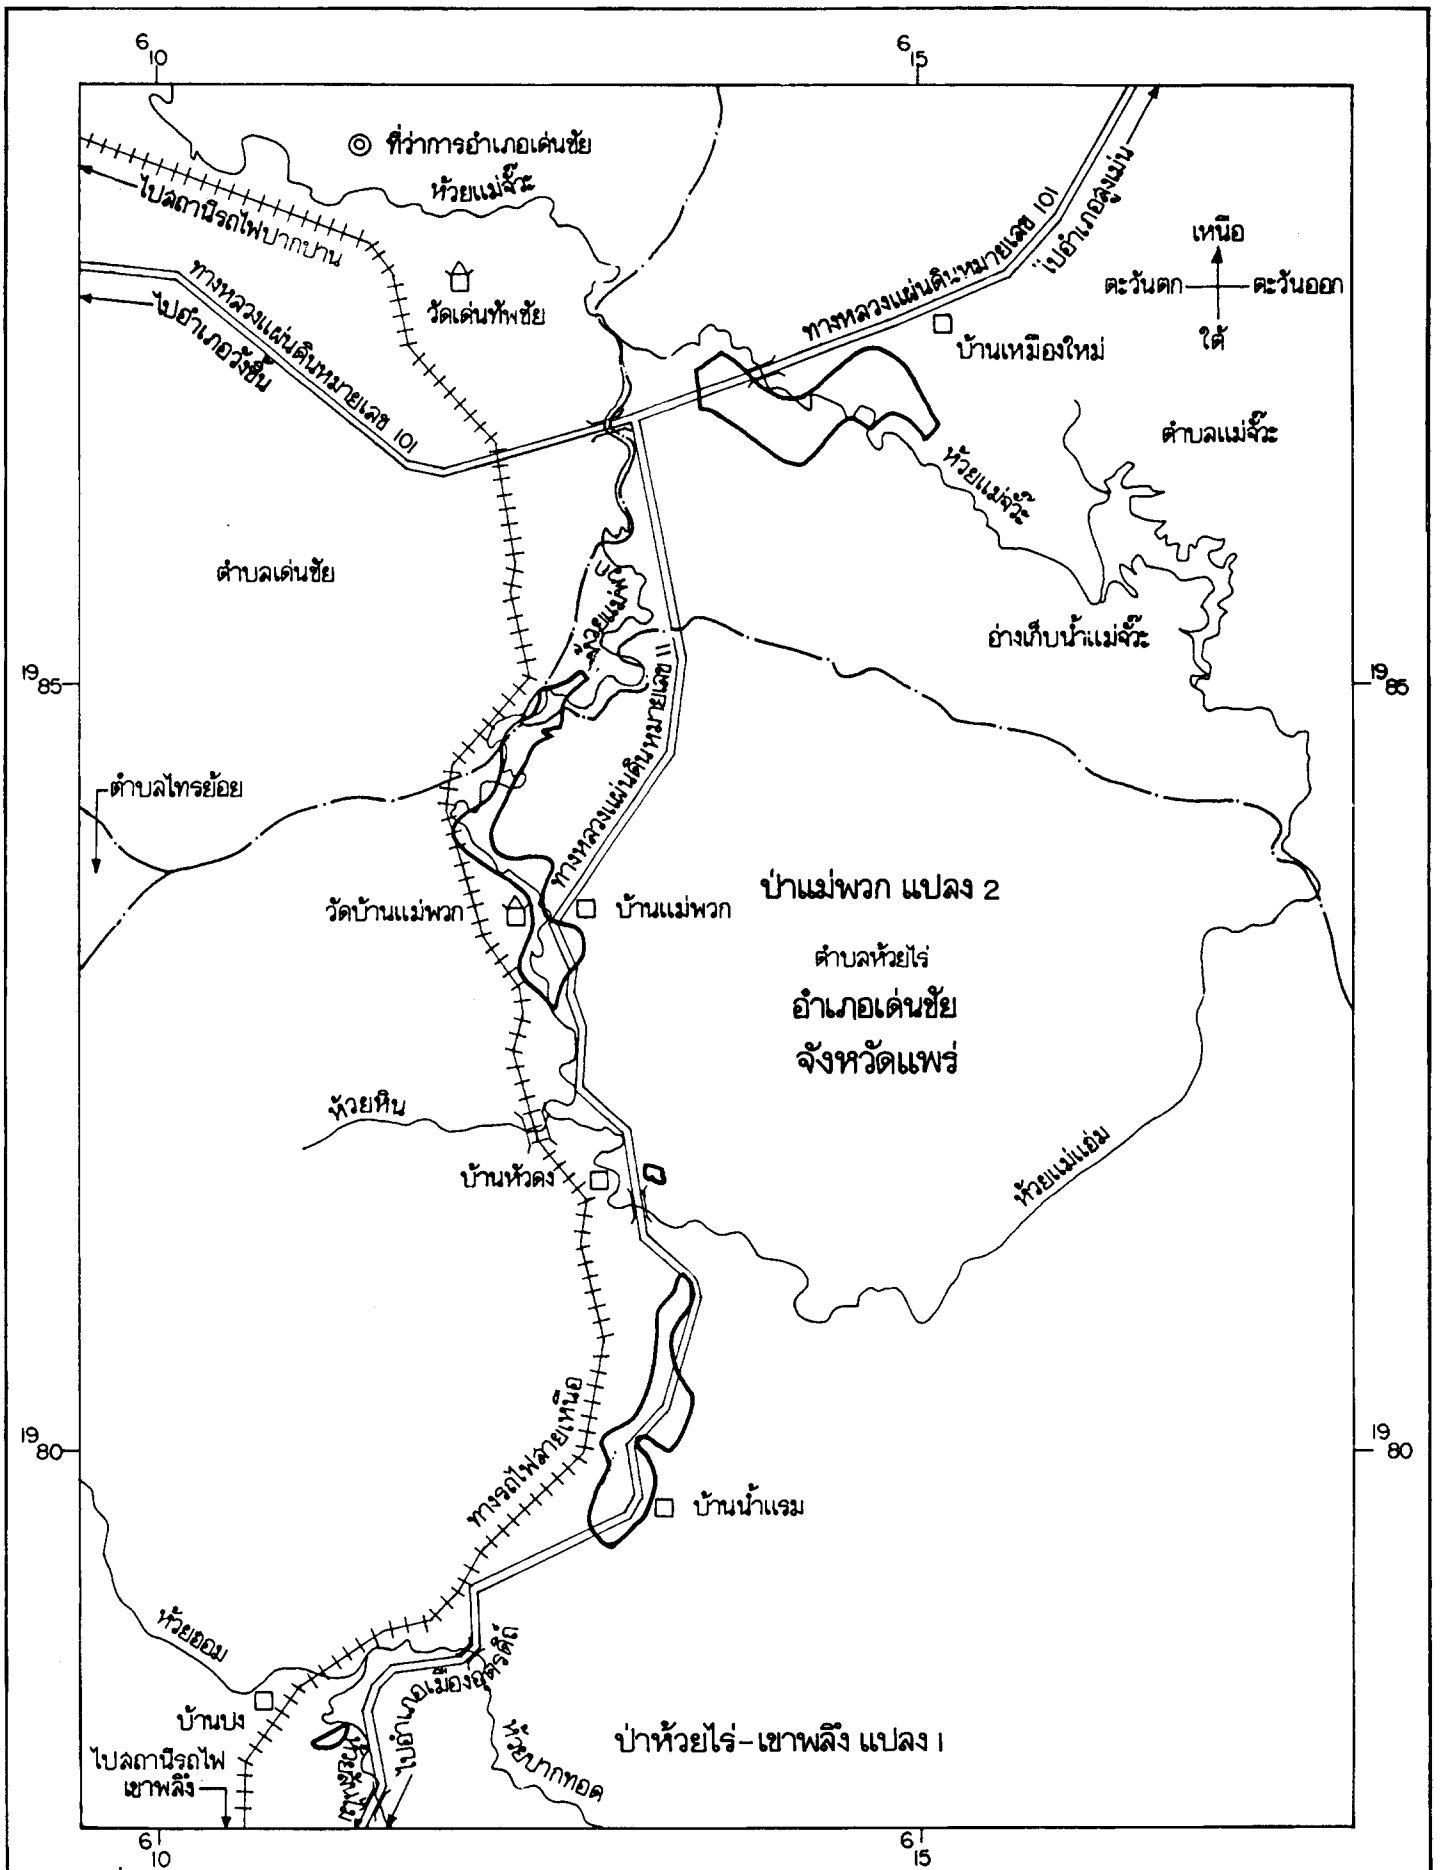 6 10
6 15
ที่ว่าการอำเภอเด่นชัย
ห้วยแม่จั๊วะ
ไปสถานีรถไฟปากปาน
ทางหลวงแผ่นดินหมายเลข 101
ไปอำเภอสูงเม่น
เหนือ
ตะวันตก
ตะวันออก
ใต้
ทางหลวงแผ่นดินหมายเลข 101
ไปอำเภอวังชิ้น
วัดเด่นทัพชัย
บ้านเหมืองใหม่
ตำบลแม่จั๊วะ
ห้วยแม่จั๊วะ
ตำบลเด่นชัย
ห้วยแม่พวก
อ่างเก็บน้ำแม่จั๊วะ
19 85
19 85
ทางหลวงแผ่นดินหมายเลข 11
ตำบลไทรย้อย
ป่าแม่พวก แปลง 2
วัดบ้านแม่พวก
บ้านแม่พวก
ตำบลห้วยไร่
อำเภอเด่นชัย
จังหวัดแพร่
ห้วยหิน
ห้วยแม่แย่ม
บ้านหัวดง
ทางรถไฟสายเหนือ
19 80
19 80
บ้านน้ำแรม
ห้วยออม
ไปอำเภอเมืองอุตรดิตถ์
บ้านบ่ง
ป่าห้วยไร่-เขาพลึง แปลง 1
ห้วยปากทอด
ไปสถานีรถไฟ
เขาพลึง
6 10
6 15